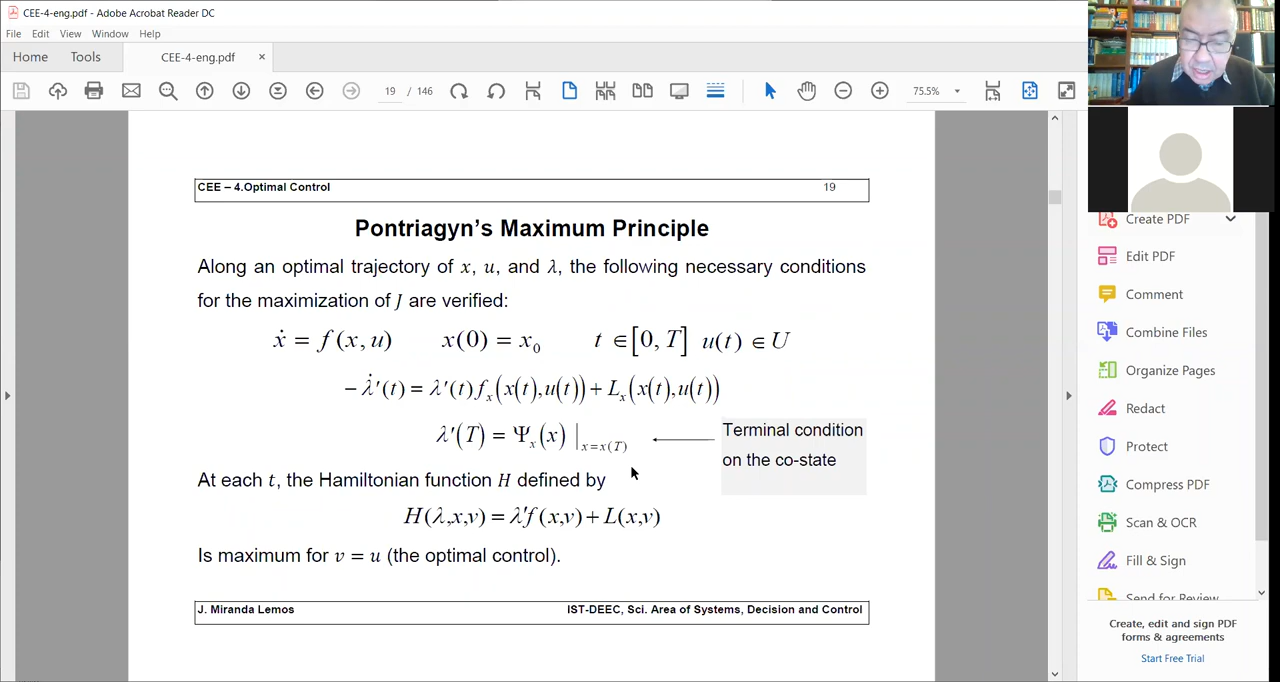 CEE-4-eng.pdf - Adobe Acrobat Reader DC
File Edit View Window Help
Home Tools CEE-4-eng.pdf ×
19 / 146 75.5%
CEE – 4.Optimal Control 19
Pontriagyn's Maximum Principle
Along an optimal trajectory of x, u, and λ, the following necessary conditions
for the maximization of J are verified:
ẋ = f(x, u) x(0) = x₀ t ∈ [0, T] u(t) ∈ U
−λ̇'(t) = λ'(t) fₓ(x(t), u(t)) + Lₓ(x(t), u(t))
λ'(T) = Ψₓ(x) |ₓ₌ₓ₍T₎
Terminal condition
on the co-state
At each t, the Hamiltonian function H defined by
H(λ,x,v) = λ'f(x,v) + L(x,v)
Is maximum for v = u (the optimal control).
J. Miranda Lemos IST-DEEC, Sci. Area of Systems, Decision and Control
Create PDF
Edit PDF
Comment
Combine Files
Organize Pages
Redact
Protect
Compress PDF
Scan & OCR
Fill & Sign
Send for Review
Create, edit and sign PDF
forms & agreements
Start Free Trial